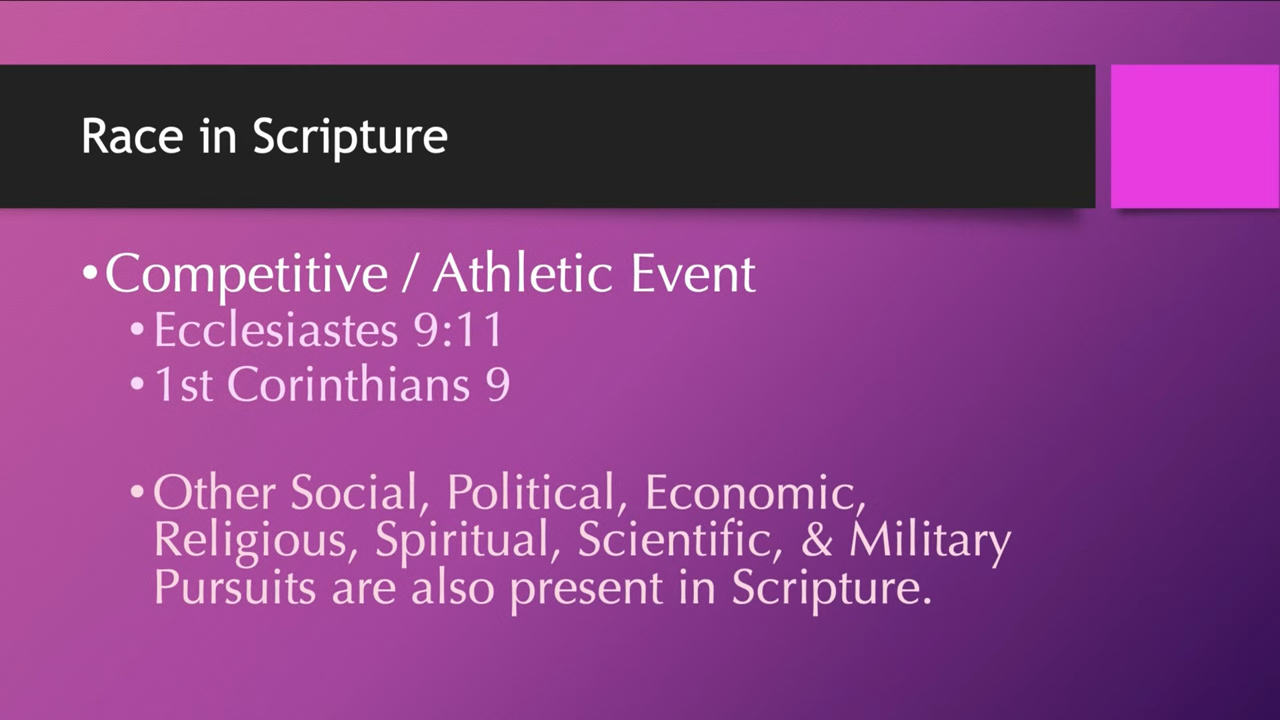 Race in Scripture
•Competitive / Athletic Event
•Ecclesiastes 9:11
•1st Corinthians 9
•Other Social, Political, Economic,
Religious, Spiritual, Scientific, & Military
Pursuits are also present in Scripture.